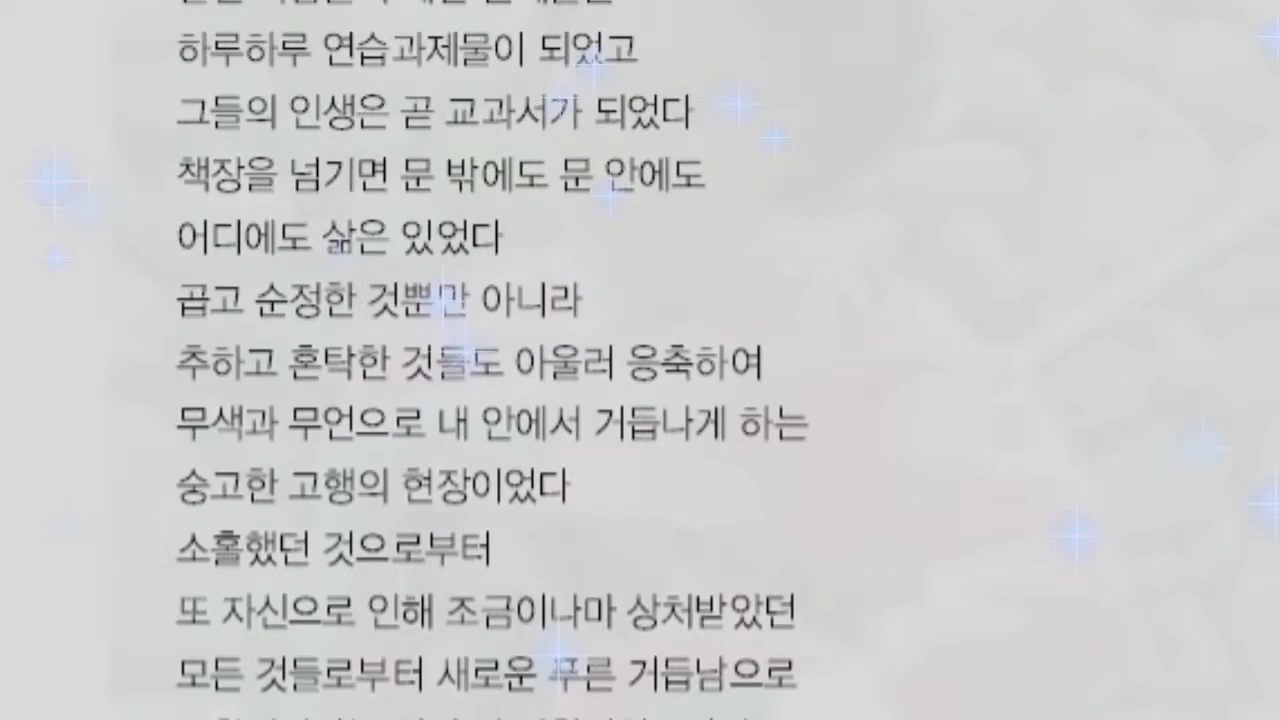 하루하루 연습과제물이 되었고
그들의 인생은 곧 교과서가 되었다
책장을 넘기면 문 밖에도 문 안에도
어디에도 삶은 있었다
곱고 순정한 것뿐만 아니라
추하고 혼탁한 것들도 아울러 응축하여
무색과 무언으로 내 안에서 거듭나게 하는
숭고한 고행의 현장이었다
소홀했던 것으로부터
또 자신으로 인해 조금이나마 상처받았던
모든 것들로부터 새로운 푸른 거듭남으로